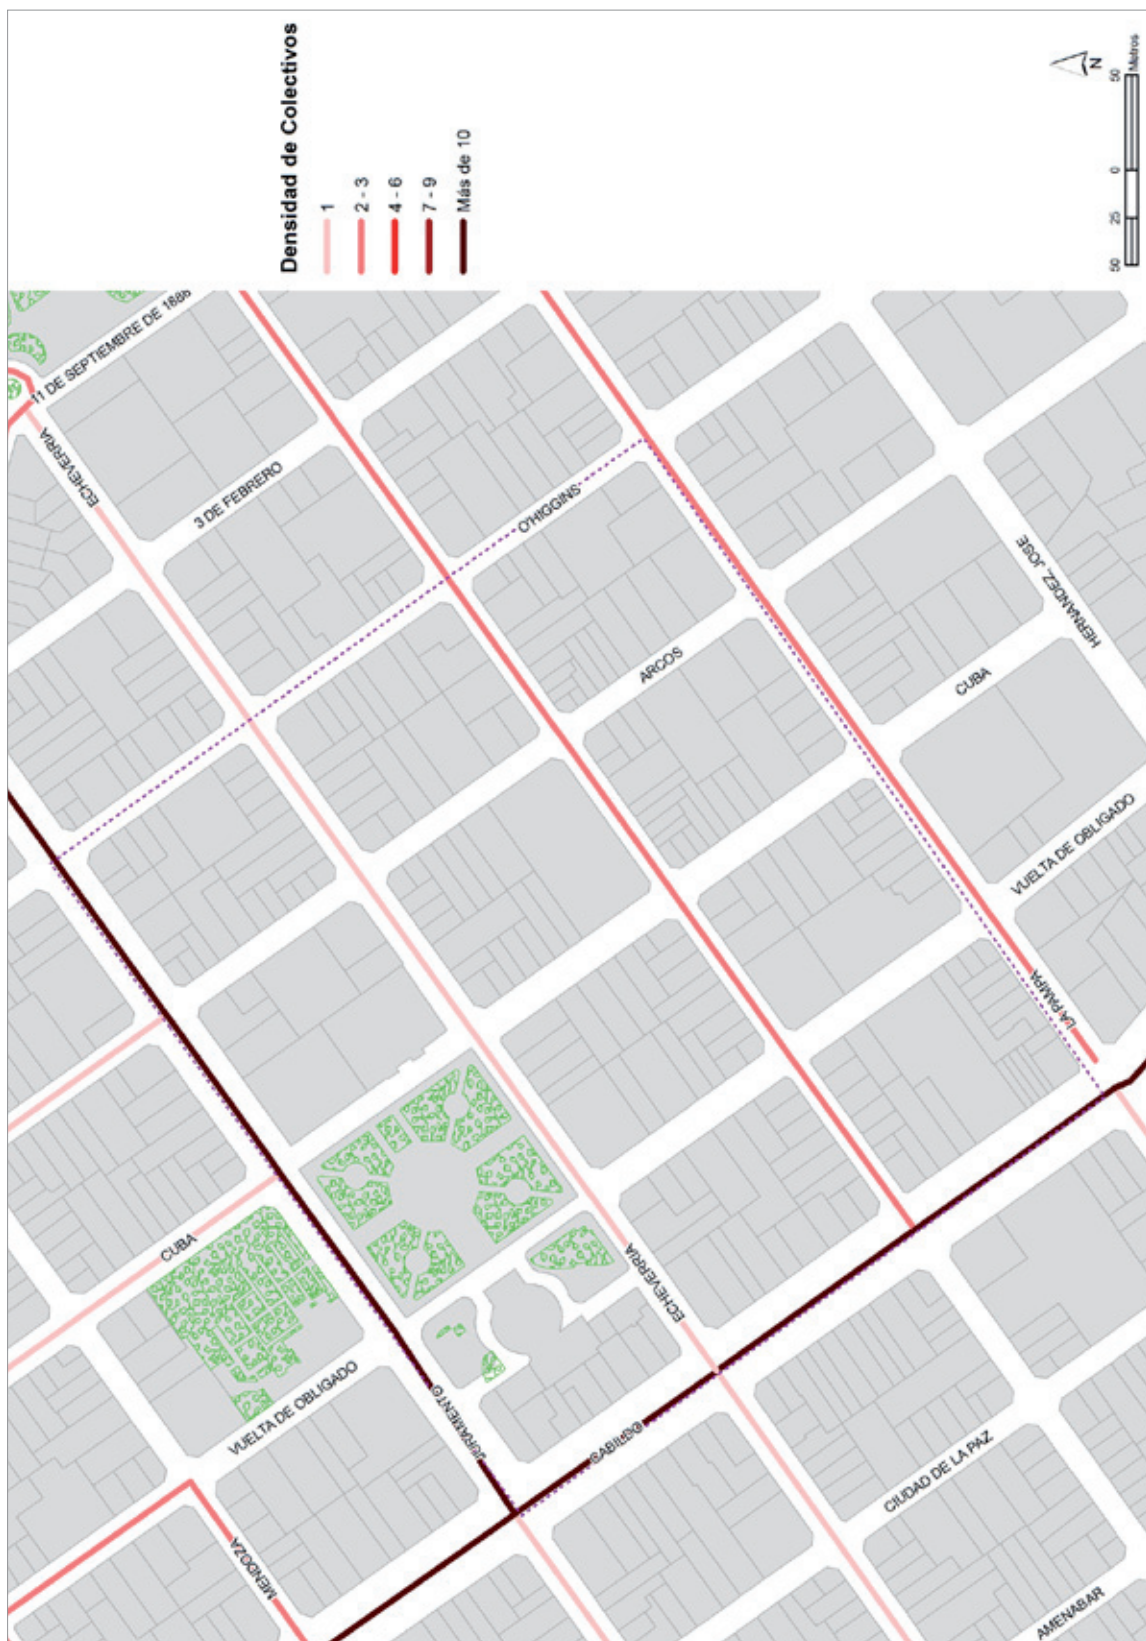 Densidad de Colectivos
1
2 - 3
4 - 6
7 - 9
Más de 10
N
50
25
0
50
Metros
11 DE SEPTIEMBRE DE 1888
ECHEVERRIA
3 DE FEBRERO
O'HIGGINS
ARCOS
HERNANDEZ, JOSE
CUBA
VUELTA DE OBLIGADO
LA PAMPA
CUBA
VUELTA DE OBLIGADO
JURAMENTO
ECHEVERRIA
CABILDO
MENDOZA
CIUDAD DE LA PAZ
AMENABAR